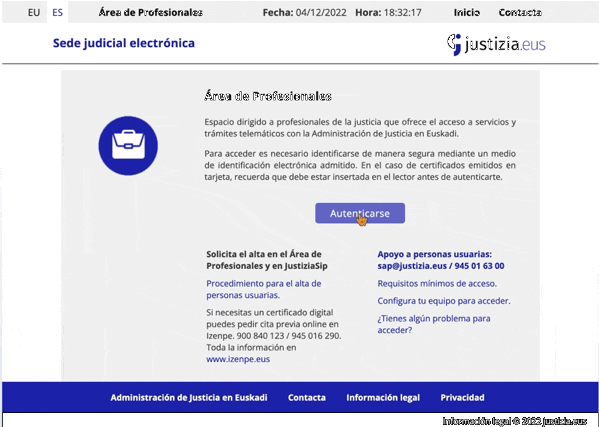 EU ES Área de Profesionales Fecha: 04/12/2022 Hora: 18:32:17 Inicio Contacta
Sede judicial electrónica
justizia.eus
Área de Profesionales
Espacio dirigido a profesionales de la justicia que ofrece el acceso a servicios y
trámites telemáticos con la Administración de Justicia en Euskadi.
Para acceder es necesario identificarse de manera segura mediante un medio
de identificación electrónica admitido. En el caso de certificados emitidos en
tarjeta, recuerda que debe estar insertada en el lector antes de autenticarte.
Autenticarse
Solicita el alta en el Área de
Profesionales y en JustiziaSip
Procedimiento para el alta de
personas usuarias.
Si necesitas un certificado digital
puedes pedir cita previa online en
Izenpe. 900 840 123 / 945 016 290.
Toda la información en
www.izenpe.eus
Apoyo a personas usuarias:
sap@justizia.eus / 945 01 63 00
Requisitos mínimos de acceso.
Configura tu equipo para acceder.
¿Tienes algún problema para
acceder?
Administración de Justicia en Euskadi Contacta Información legal Privacidad
Información legal © 2022 justizia.eus